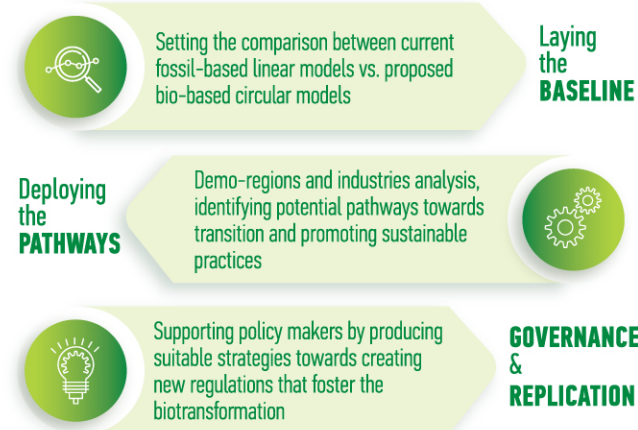 Setting the comparison between current
fossil-based linear models vs. proposed
bio-based circular models
Laying
the
BASELINE
Deploying
the
PATHWAYS
Demo-regions and industries analysis,
identifying potential pathways towards
transition and promoting sustainable
practices
Supporting policy makers by producing
suitable strategies towards creating
new regulations that foster the
biotransformation
GOVERNANCE
&
REPLICATION